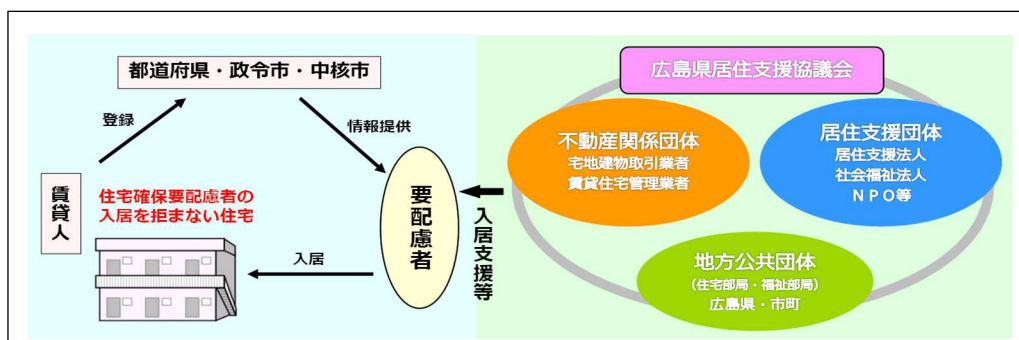 都道府県・政令市・中核市
登録
情報提供
賃貸人
住宅確保要配慮者の
入居を拒まない住宅
入居
要配慮者
入居支援等
広島県居住支援協議会
不動産関係団体
宅地建物取引業者
賃貸住宅管理業者
居住支援団体
居住支援法人
社会福祉法人
NPO等
地方公共団体
(住宅部局・福祉部局)
広島県・市町